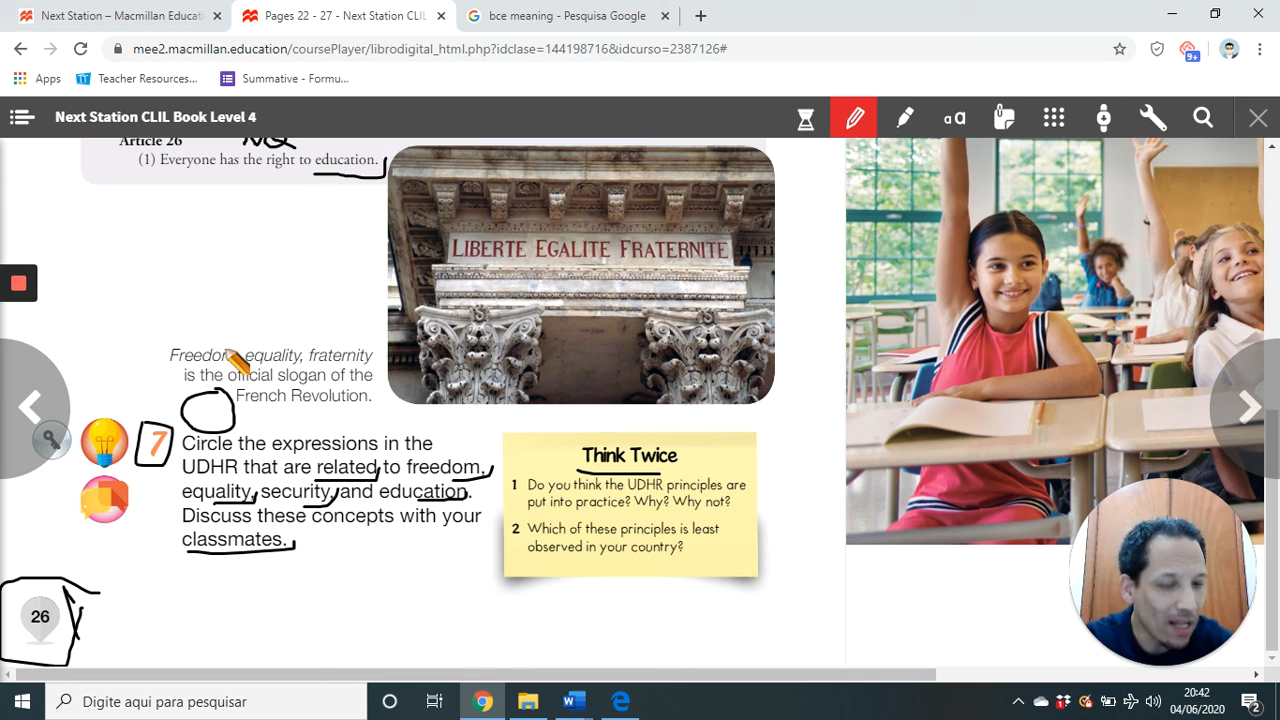 Next Station – Macmillan Educati
Pages 22 - 27 - Next Station CLIL
bce meaning - Pesquisa Google
mee2.macmillan.education/coursePlayer/librodigital_html.php?idclase=144198716&idcurso=2387126#
9+
Apps
Teacher Resources...
Summative - Formu...
Next Station CLIL Book Level 4
aa
Article 26
(1) Everyone has the right to education.
LIBERTE EGALITE FRATERNITE
Freedom, equality, fraternity
is the official slogan of the
French Revolution.
7
Circle the expressions in the
UDHR that are related to freedom,
equality, security, and education.
Discuss these concepts with your
classmates.
Think Twice
1 Do you think the UDHR principles are
put into practice? Why? Why not?
2 Which of these principles is least
observed in your country?
26
Digite aqui para pesquisar
20:42
04/06/2020
2